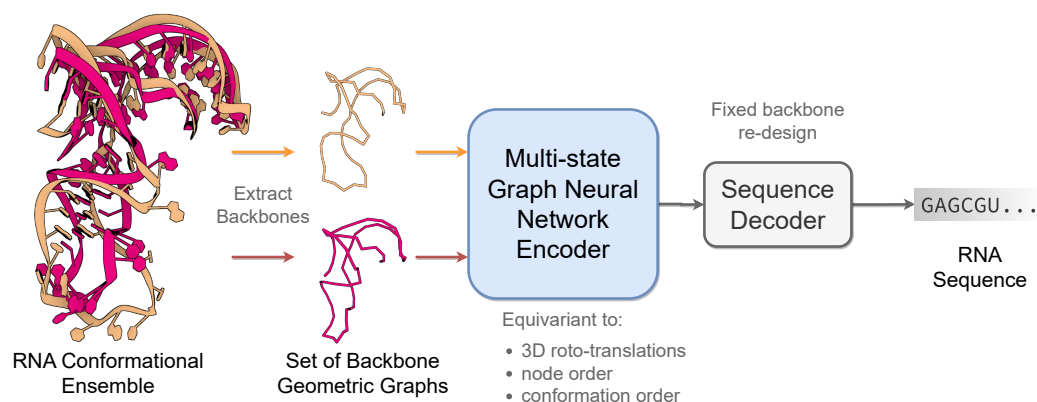 RNA Conformational
Ensemble
Extract
Backbones
Set of Backbone
Geometric Graphs
Multi-state
Graph Neural
Network
Encoder
Equivariant to:
• 3D roto-translations
• node order
• conformation order
Fixed backbone
re-design
Sequence
Decoder
GAGCGU...
RNA
Sequence